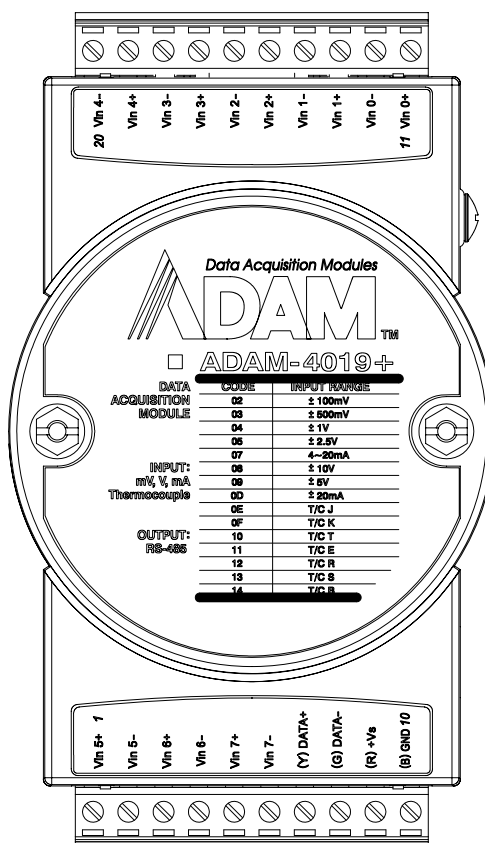 20 Vin 4-
Vin 4+
Vin 3-
Vin 3+
Vin 2-
Vin 2+
Vin 1-
Vin 1+
Vin 0-
11 Vin 0+
Data Acquisition Modules
ADAM TM
ADAM-4019+
DATA ACQUISITION MODULE
INPUT:
mV, V, mA
Thermocouple
OUTPUT:
RS-485
CODE INPUT RANGE
02 ± 100mV
03 ± 500mV
04 ± 1V
05 ± 2.5V
07 4~20mA
08 ± 10V
09 ± 5V
0D ± 20mA
0E T/C J
0F T/C K
10 T/C T
11 T/C E
12 T/C R
13 T/C S
14 T/C B
Vin 5+ 1
Vin 5-
Vin 6+
Vin 6-
Vin 7+
Vin 7-
(Y) DATA+
(G) DATA-
(R) +Vs
(B) GND 10